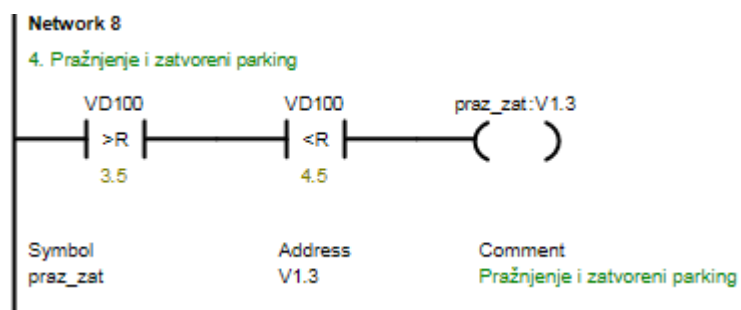 Network 8
4. Pražnjenje i zatvoreni parking
VD100 VD100 praz_zat:V1.3
>R <R
3.5 4.5
Symbol Address Comment
praz_zat V1.3 Pražnjenje i zatvoreni parking